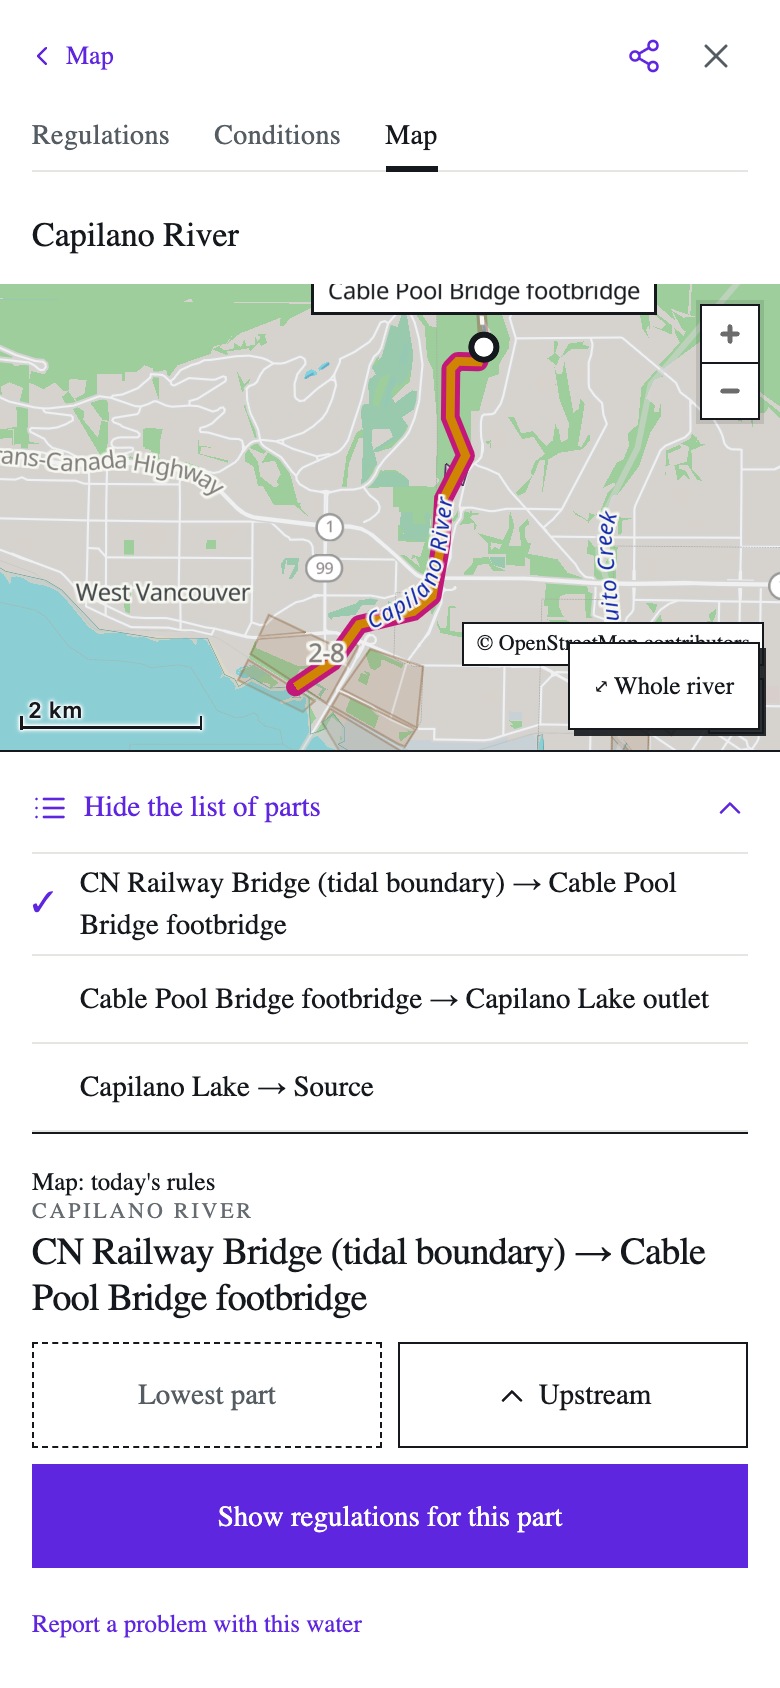 Map
Regulations
Conditions
Map
Capilano River
Cable Pool Bridge footbridge
+
−
ans-Canada Highway
1
99
Capilano River
uito Creek
West Vancouver
2-8
© OpenStreetMap contributors
⤢ Whole river
2 km
Hide the list of parts
✓ CN Railway Bridge (tidal boundary) → Cable Pool
Bridge footbridge
Cable Pool Bridge footbridge → Capilano Lake outlet
Capilano Lake → Source
Map: today's rules
CAPILANO RIVER
CN Railway Bridge (tidal boundary) → Cable
Pool Bridge footbridge
Lowest part
Upstream
Show regulations for this part
Report a problem with this water